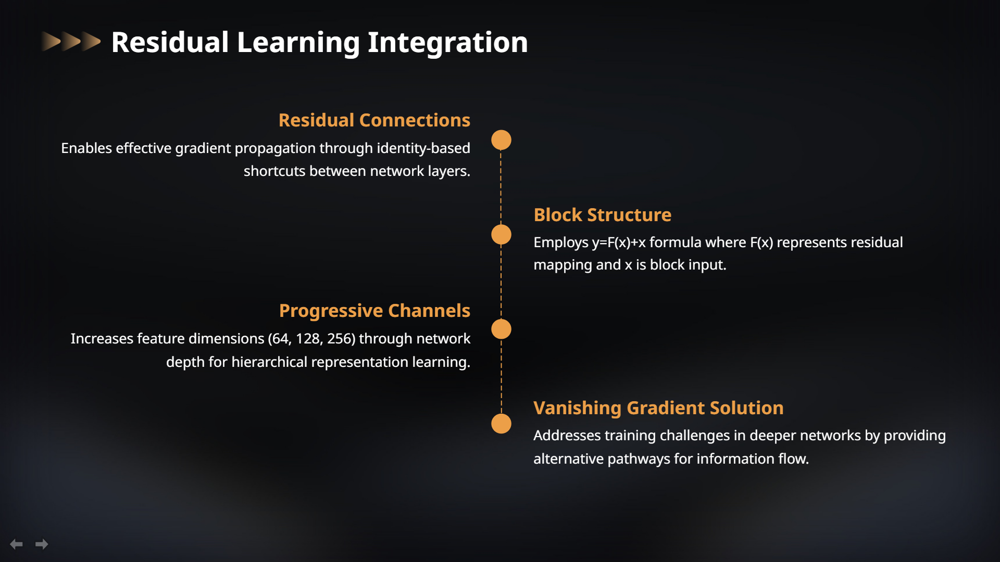 Residual Learning Integration
Residual Connections
Enables effective gradient propagation through identity-based
shortcuts between network layers.
Block Structure
Employs y=F(x)+x formula where F(x) represents residual
mapping and x is block input.
Progressive Channels
Increases feature dimensions (64, 128, 256) through network
depth for hierarchical representation learning.
Vanishing Gradient Solution
Addresses training challenges in deeper networks by providing
alternative pathways for information flow.